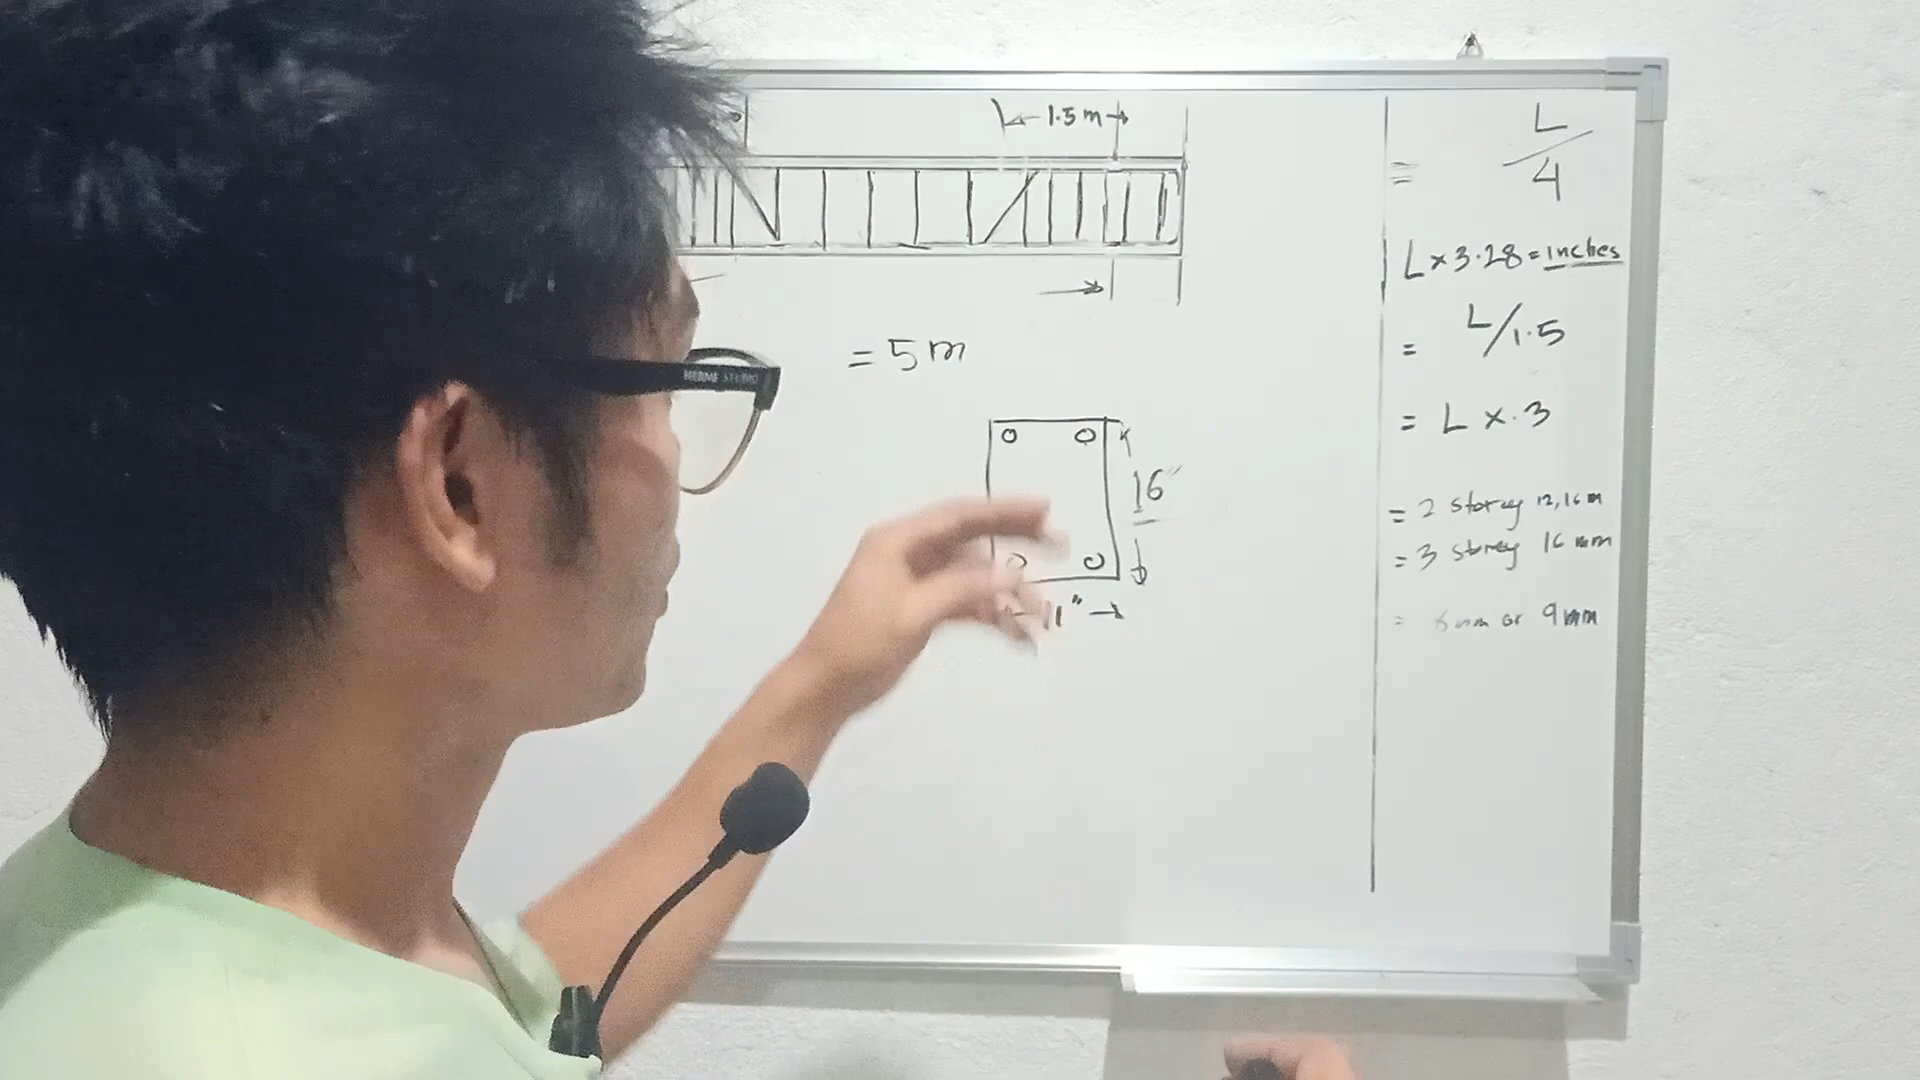 1.5 m
= L/4
L x 3.28 = inches
= L/1.5
= 5 m
HERME STUDIO
= L x .3
16"
= 2 storey 12, 16 m
= 3 storey 16 mm
11"
= mm or 9 mm